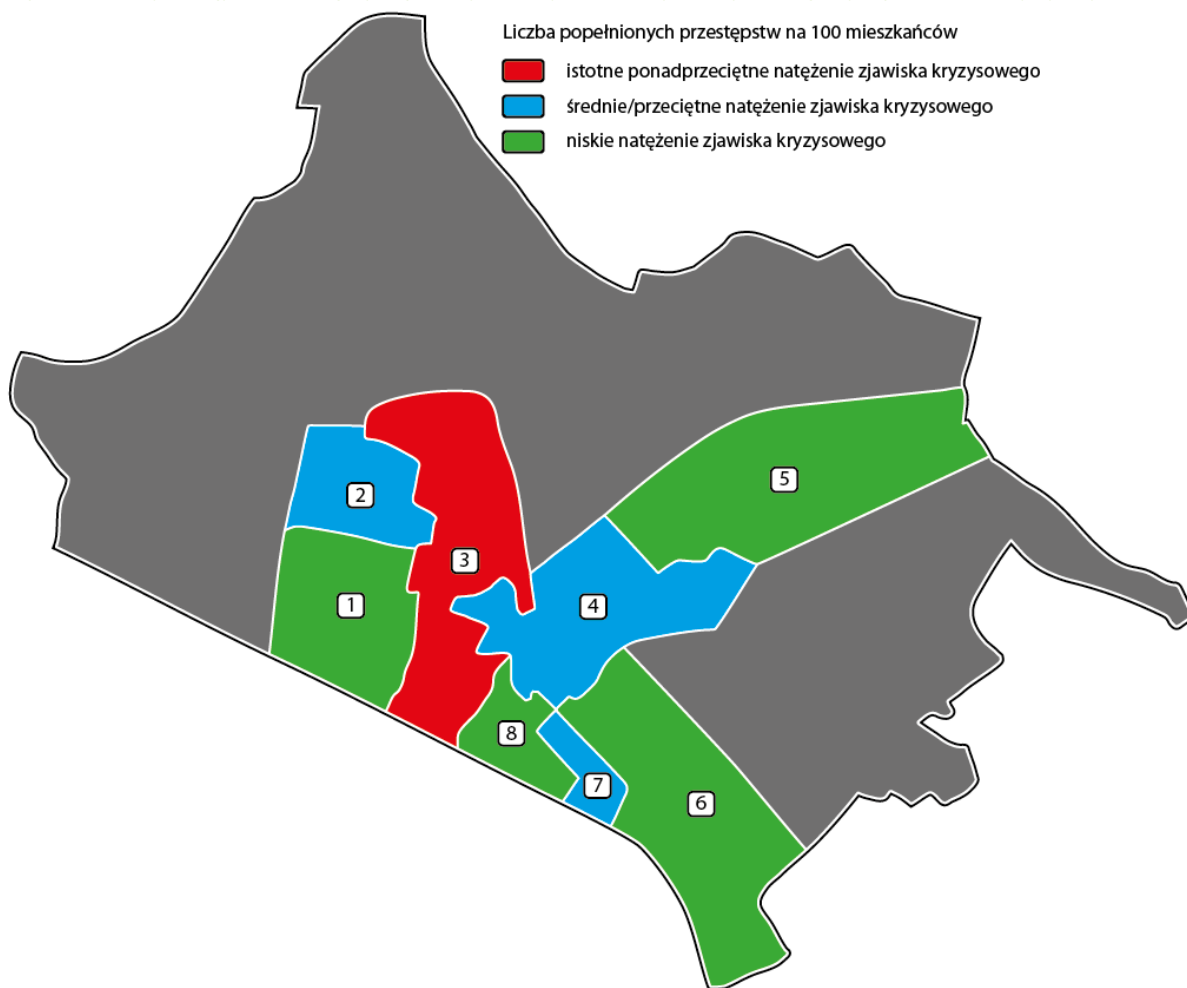 Liczba popełnionych przestępstw na 100 mieszkańców
istotne ponadprzeciętne natężenie zjawiska kryzysowego
średnie/przeciętne natężenie zjawiska kryzysowego
niskie natężenie zjawiska kryzysowego
5
2
3
1
4
8
7
6